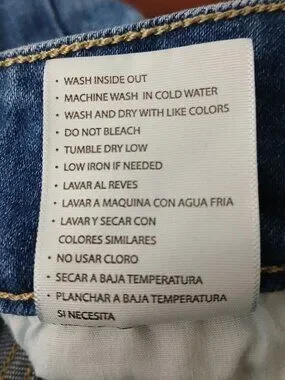 • WASH INSIDE OUT
• MACHINE WASH IN COLD WATER
• WASH AND DRY WITH LIKE COLORS
• DO NOT BLEACH
• TUMBLE DRY LOW
• LOW IRON IF NEEDED
• LAVAR AL REVES
• LAVAR A MAQUINA CON AGUA FRIA
• LAVAR Y SECAR CON
COLORES SIMILARES
• NO USAR CLORO
• SECAR A BAJA TEMPERATURA
• PLANCHAR A BAJA TEMPERATURA
SI NECESITA